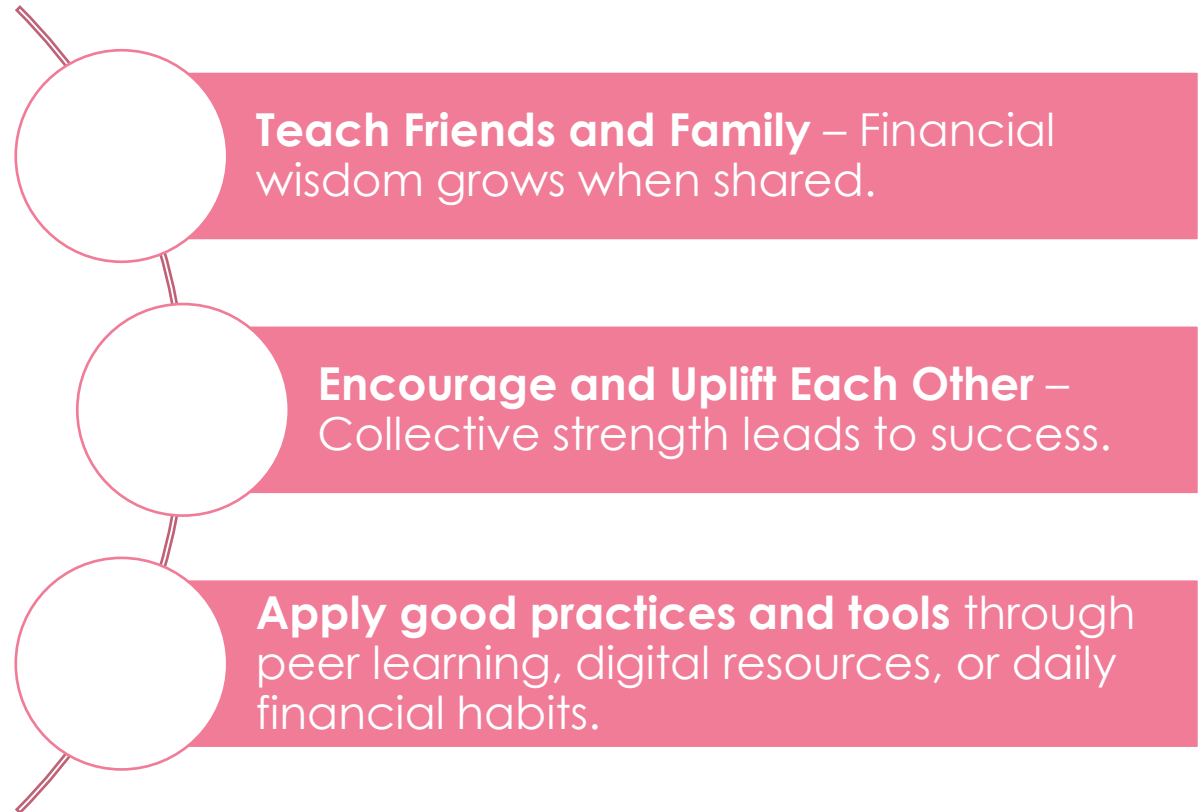 Teach Friends and Family – Financial
wisdom grows when shared.
Encourage and Uplift Each Other –
Collective strength leads to success.
Apply good practices and tools through
peer learning, digital resources, or daily
financial habits.